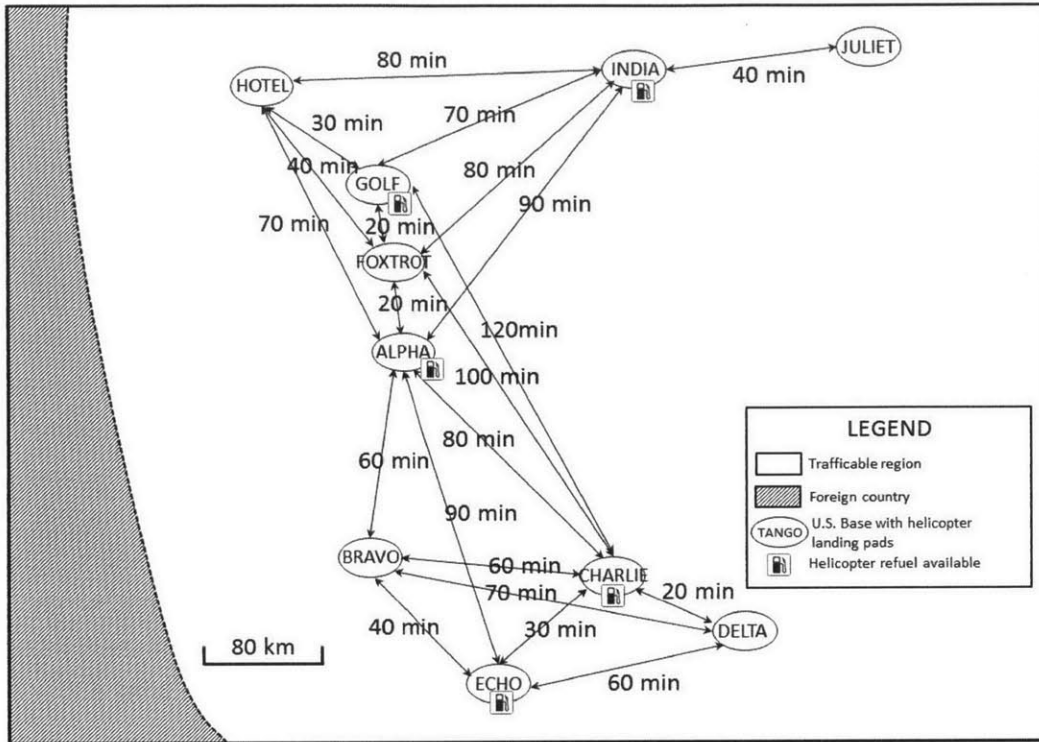 JULIET
INDIA
80 min
40 min
HOTEL
30 min
70 min
40 min
GOLF
80 min
90 min
70 min
20 min
FOXTROT
20 min
120min
ALPHA
100 min
80 min
60 min
90 min
BRAVO
60 min
CHARLIE
70 min
20 min
40 min
30 min
DELTA
80 km
ECHO
60 min
LEGEND
Trafficable region
Foreign country
TANGO
U.S. Base with helicopter
landing pads
Helicopter refuel available